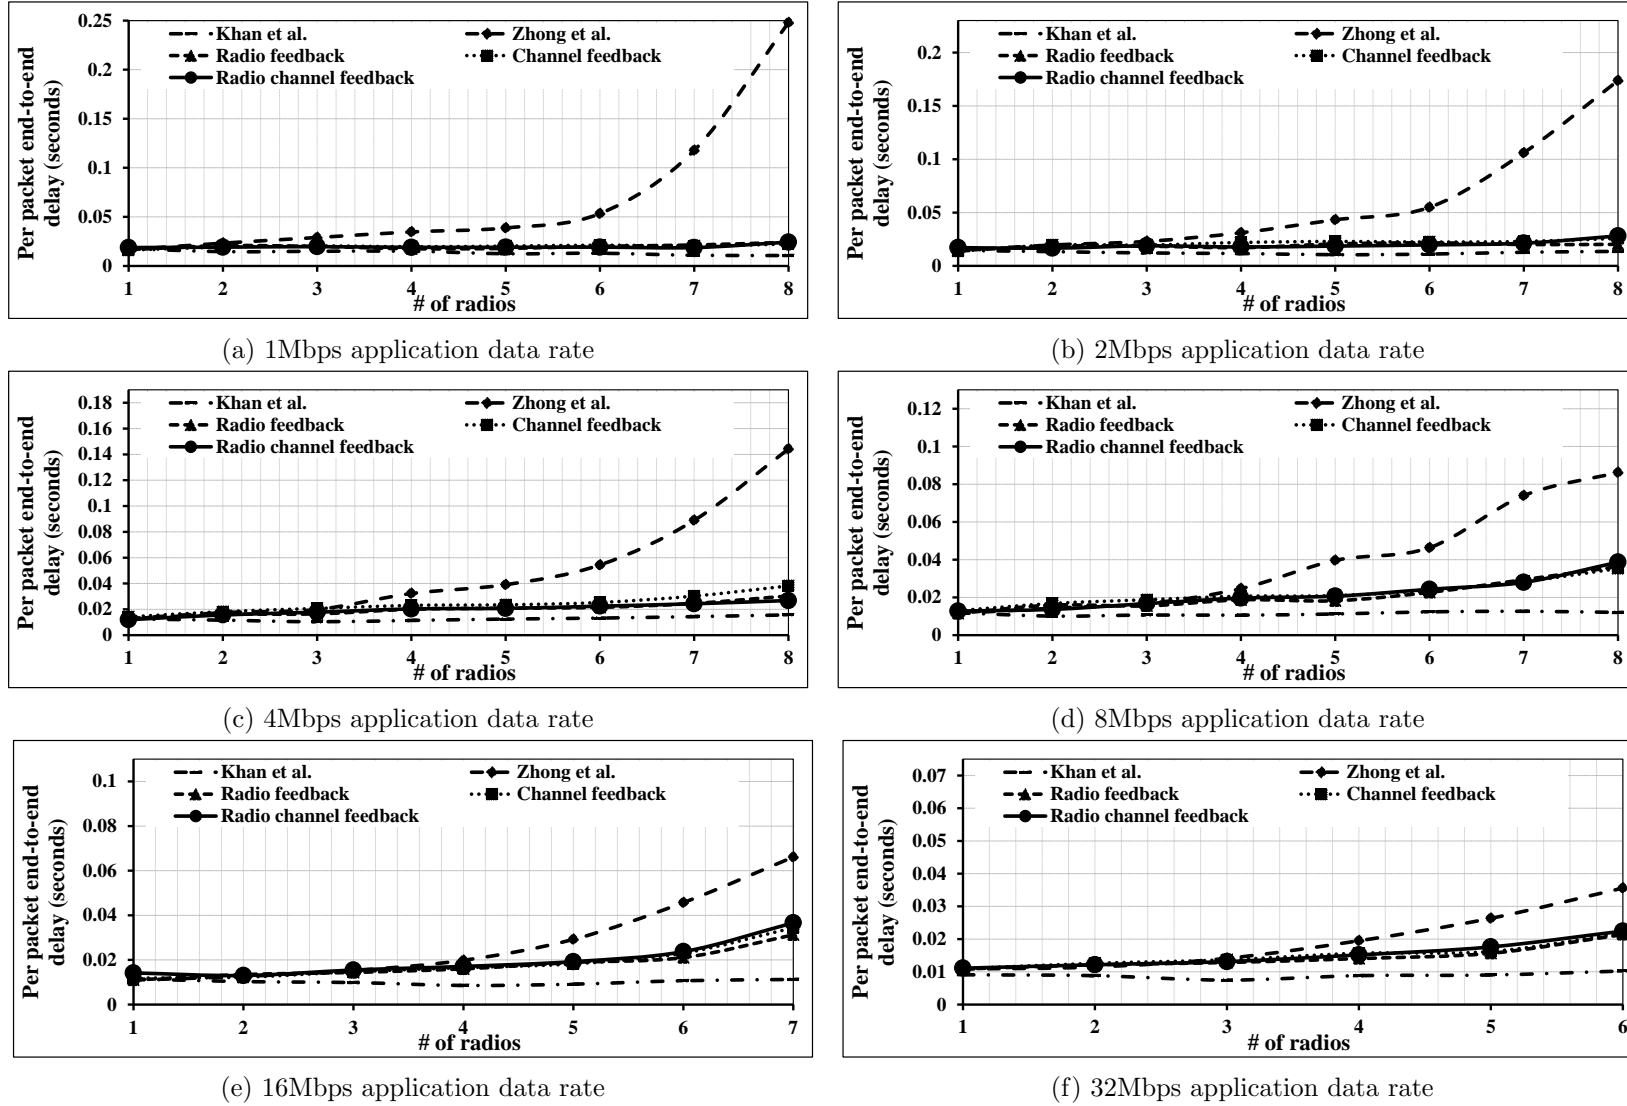 0.25
0.2
0.15
0.1
0.05
0
Per packet end-to-end
delay (seconds)
Khan et al.
Zhong et al.
Radio feedback
Channel feedback
Radio channel feedback
1 2 3 4 5 6 7 8
# of radios
(a) 1Mbps application data rate
0.2
0.15
0.1
0.05
0
Per packet end-to-end
delay (seconds)
Khan et al.
Zhong et al.
Radio feedback
Channel feedback
Radio channel feedback
1 2 3 4 5 6 7 8
# of radios
(b) 2Mbps application data rate
0.18
0.16
0.14
0.12
0.1
0.08
0.06
0.04
0.02
0
Per packet end-to-end
delay (seconds)
Khan et al.
Zhong et al.
Radio feedback
Channel feedback
Radio channel feedback
1 2 3 4 5 6 7 8
# of radios
(c) 4Mbps application data rate
0.12
0.1
0.08
0.06
0.04
0.02
0
Per packet end-to-end
delay (seconds)
Khan et al.
Zhong et al.
Radio feedback
Channel feedback
Radio channel feedback
1 2 3 4 5 6 7 8
# of radios
(d) 8Mbps application data rate
0.1
0.08
0.06
0.04
0.02
0
Per packet end-to-end
delay (seconds)
Khan et al.
Zhong et al.
Radio feedback
Channel feedback
Radio channel feedback
1 2 3 4 5 6 7
# of radios
(e) 16Mbps application data rate
0.07
0.06
0.05
0.04
0.03
0.02
0.01
0
Per packet end-to-end
delay (seconds)
Khan et al.
Zhong et al.
Radio feedback
Channel feedback
Radio channel feedback
1 2 3 4 5 6
# of radios
(f) 32Mbps application data rate